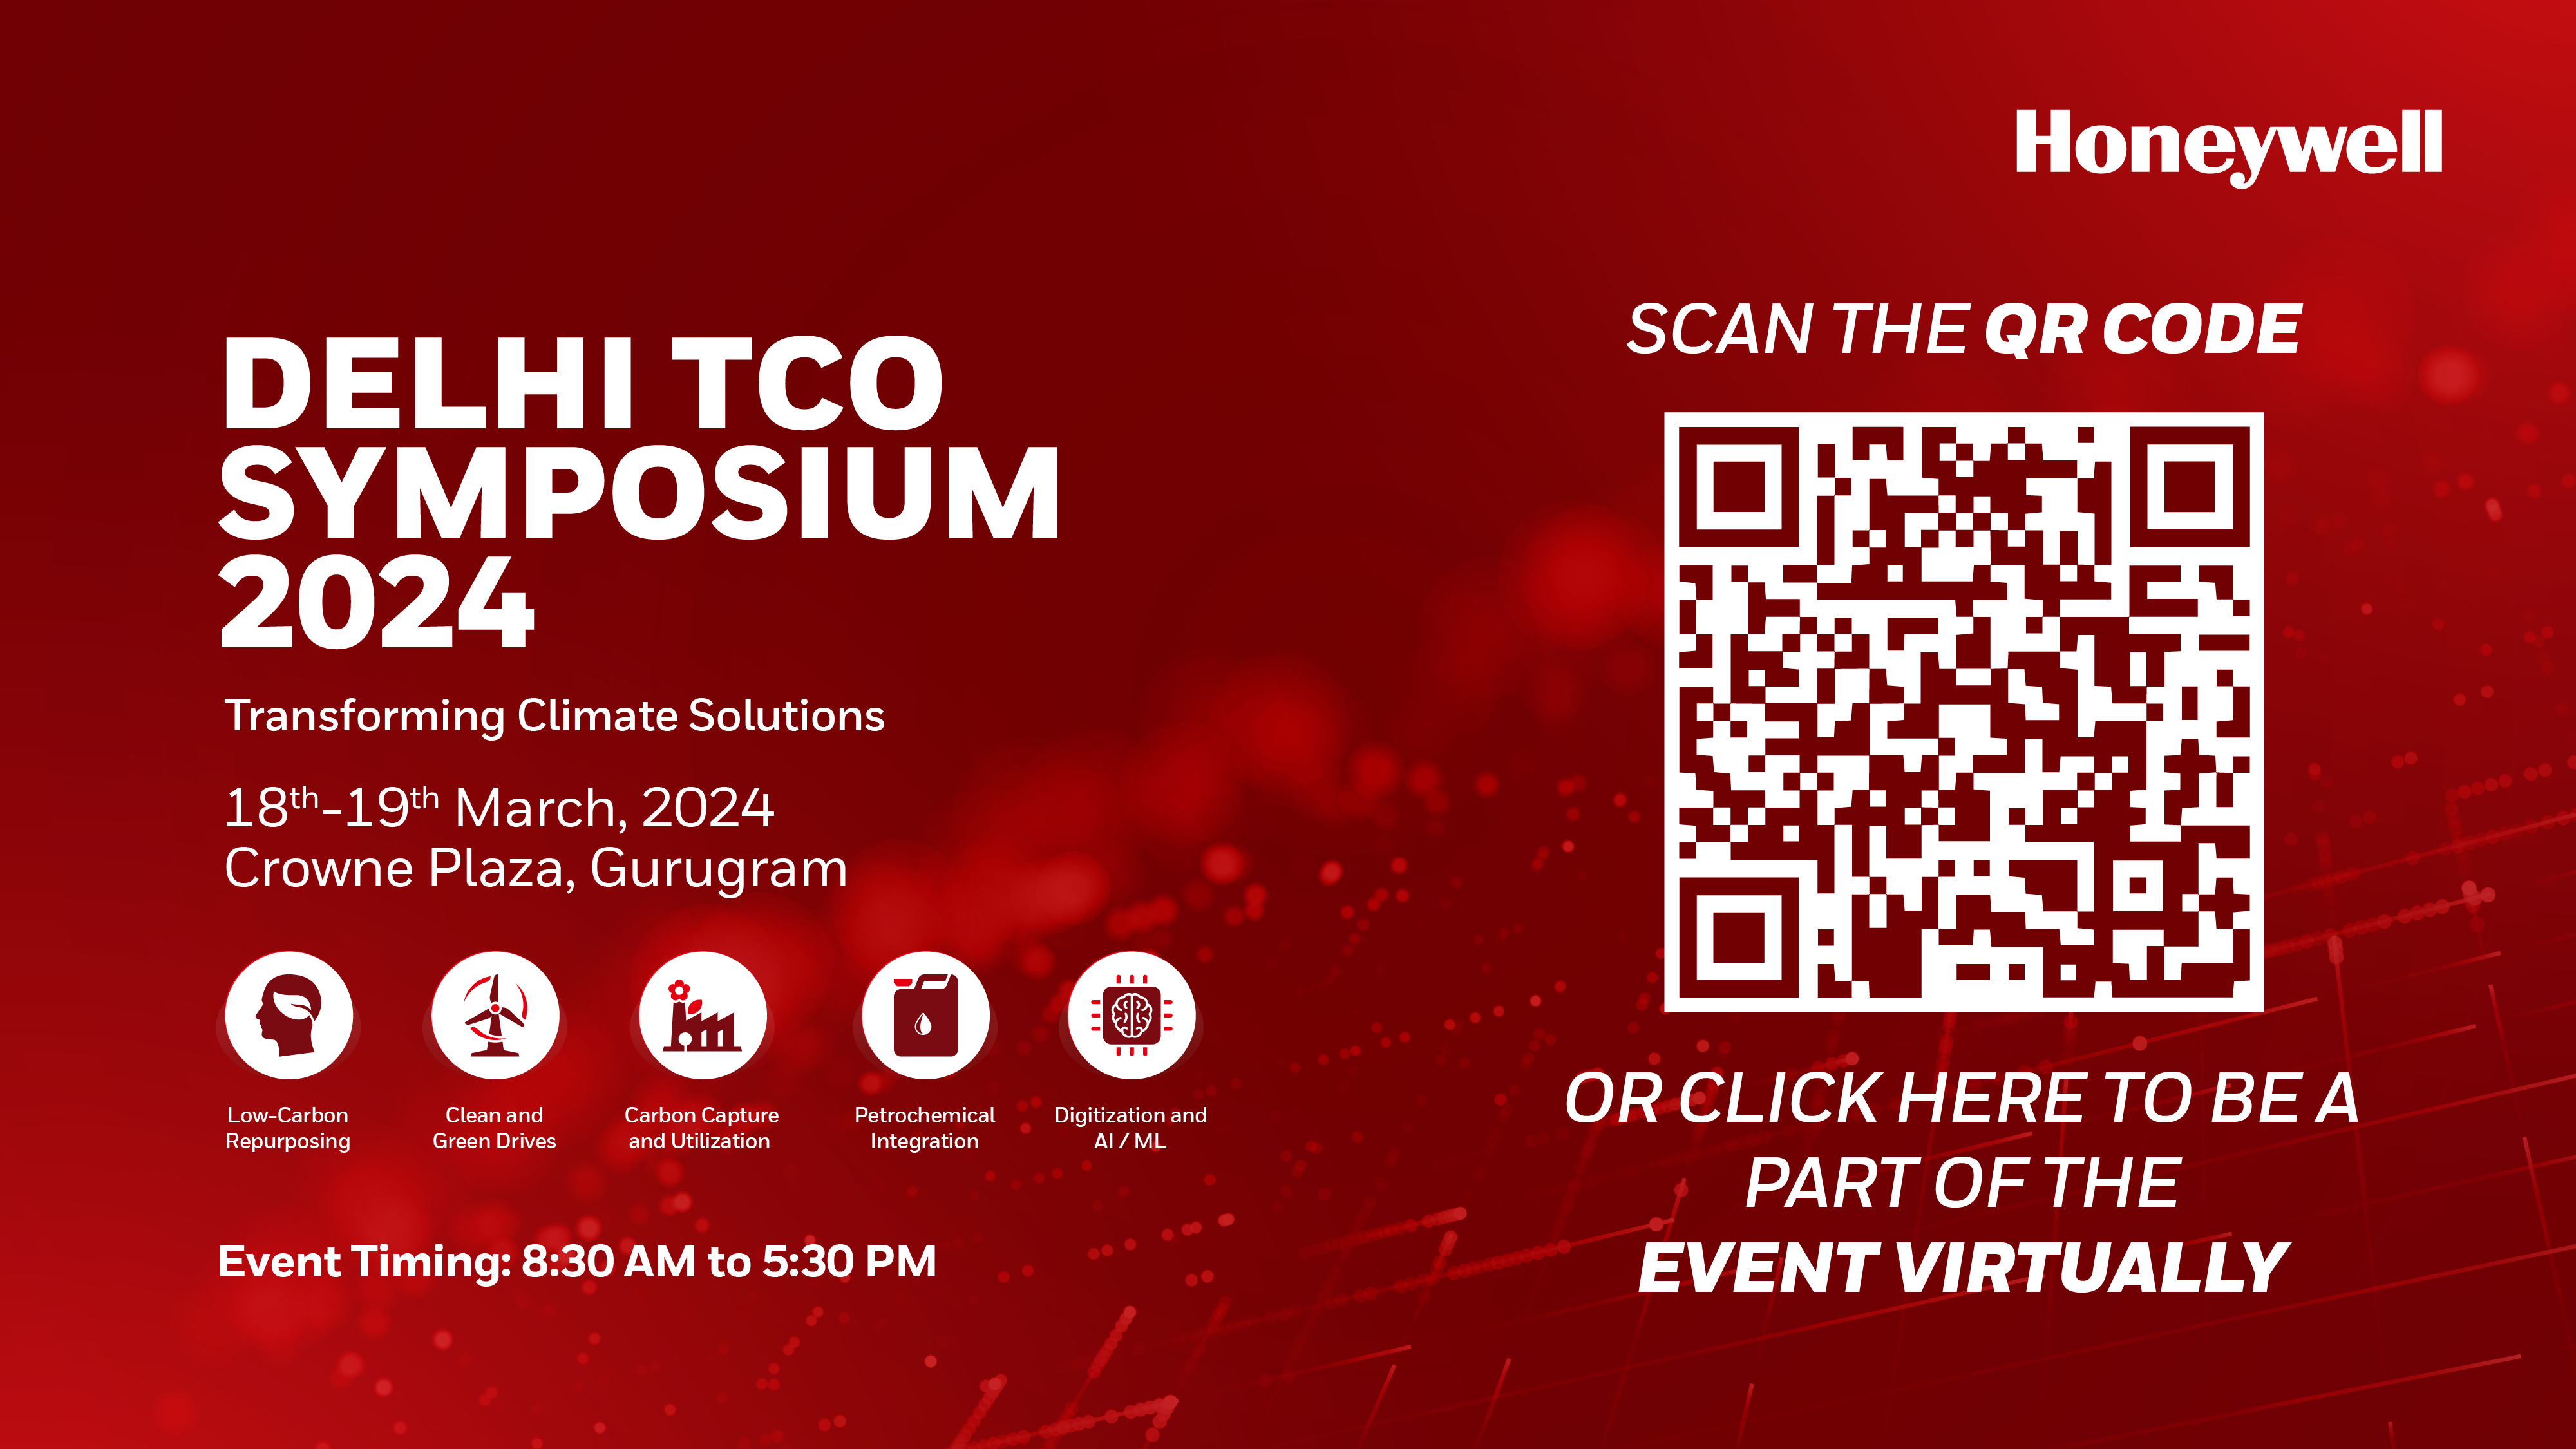 Honeywell
DELHI TCO
SYMPOSIUM
2024
Transforming Climate Solutions
18th-19th March, 2024
Crowne Plaza, Gurugram
Low-Carbon
Repurposing
Clean and
Green Drives
Carbon Capture
and Utilization
Petrochemical
Integration
Digitization and
AI / ML
Event Timing: 8:30 AM to 5:30 PM
SCAN THE QR CODE
OR CLICK HERE TO BE A
PART OF THE
EVENT VIRTUALLY